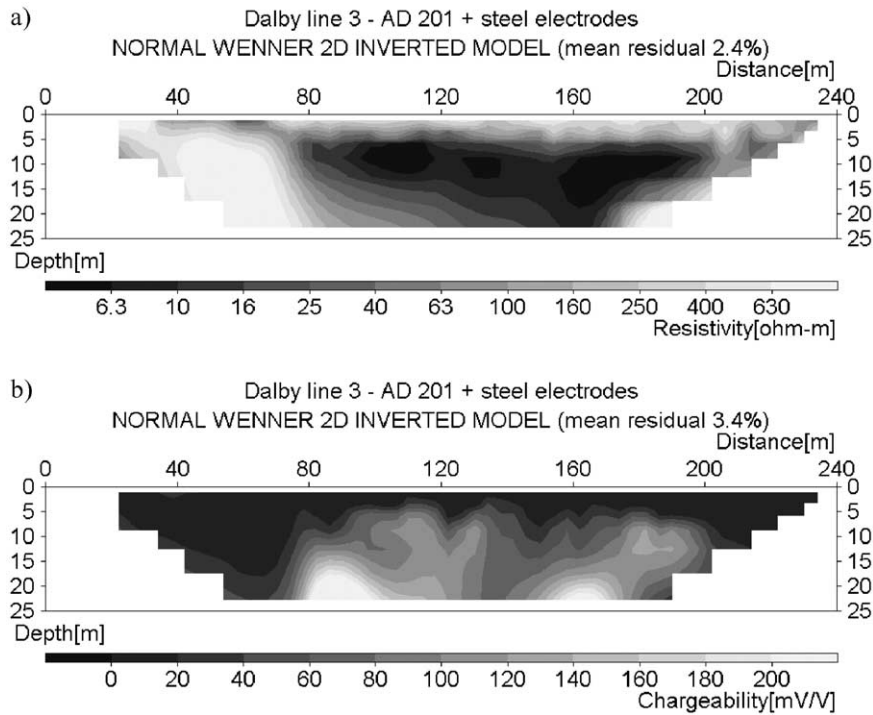 a)
Dalby line 3 - AD 201 + steel electrodes
NORMAL WENNER 2D INVERTED MODEL (mean residual 2.4%)
Distance[m]
0 40 80 120 160 200 240
0 0
5 5
10 10
15 15
20 20
25 25
Depth[m]
6.3 10 16 25 40 63 100 160 250 400 630
Resistivity[ohm-m]
b)
Dalby line 3 - AD 201 + steel electrodes
NORMAL WENNER 2D INVERTED MODEL (mean residual 3.4%)
Distance[m]
0 40 80 120 160 200 240
0 0
5 5
10 10
15 15
20 20
25 25
Depth[m]
0 20 40 60 80 100 120 140 160 180 200
Chargeability[mV/V]